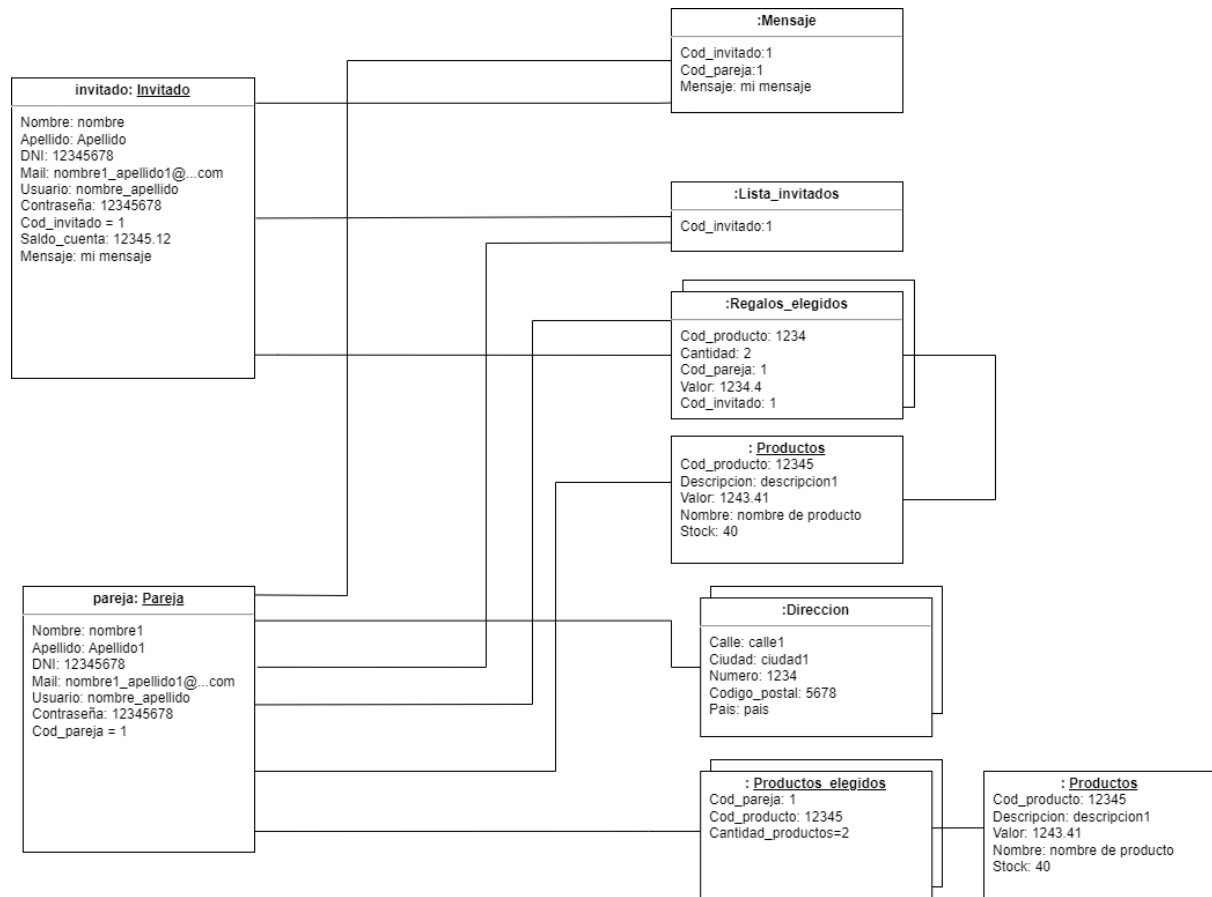 :Mensaje
Cod_invitado:1
Cod_pareja:1
Mensaje: mi mensaje
invitado: Invitado
Nombre: nombre
Apellido: Apellido
DNI: 12345678
Mail: nombre1_apellido1@...com
Usuario: nombre_apellido
Contraseña: 12345678
Cod_invitado = 1
Saldo_cuenta: 12345.12
Mensaje: mi mensaje
:Lista_invitados
Cod_invitado:1
:Regalos_elegidos
Cod_producto: 1234
Cantidad: 2
Cod_pareja: 1
Valor: 1234.4
Cod_invitado: 1
: Productos
Cod_producto: 12345
Descripcion: descripcion1
Valor: 1243.41
Nombre: nombre de producto
Stock: 40
pareja: Pareja
Nombre: nombre1
Apellido: Apellido1
DNI: 12345678
Mail: nombre1_apellido1@...com
Usuario: nombre_apellido
Contraseña: 12345678
Cod_pareja = 1
:Direccion
Calle: calle1
Ciudad: ciudad1
Numero: 1234
Codigo_postal: 5678
Pais: pais
: Productos_elegidos
Cod_pareja: 1
Cod_producto: 12345
Cantidad_productos=2
: Productos
Cod_producto: 12345
Descripcion: descripcion1
Valor: 1243.41
Nombre: nombre de producto
Stock: 40